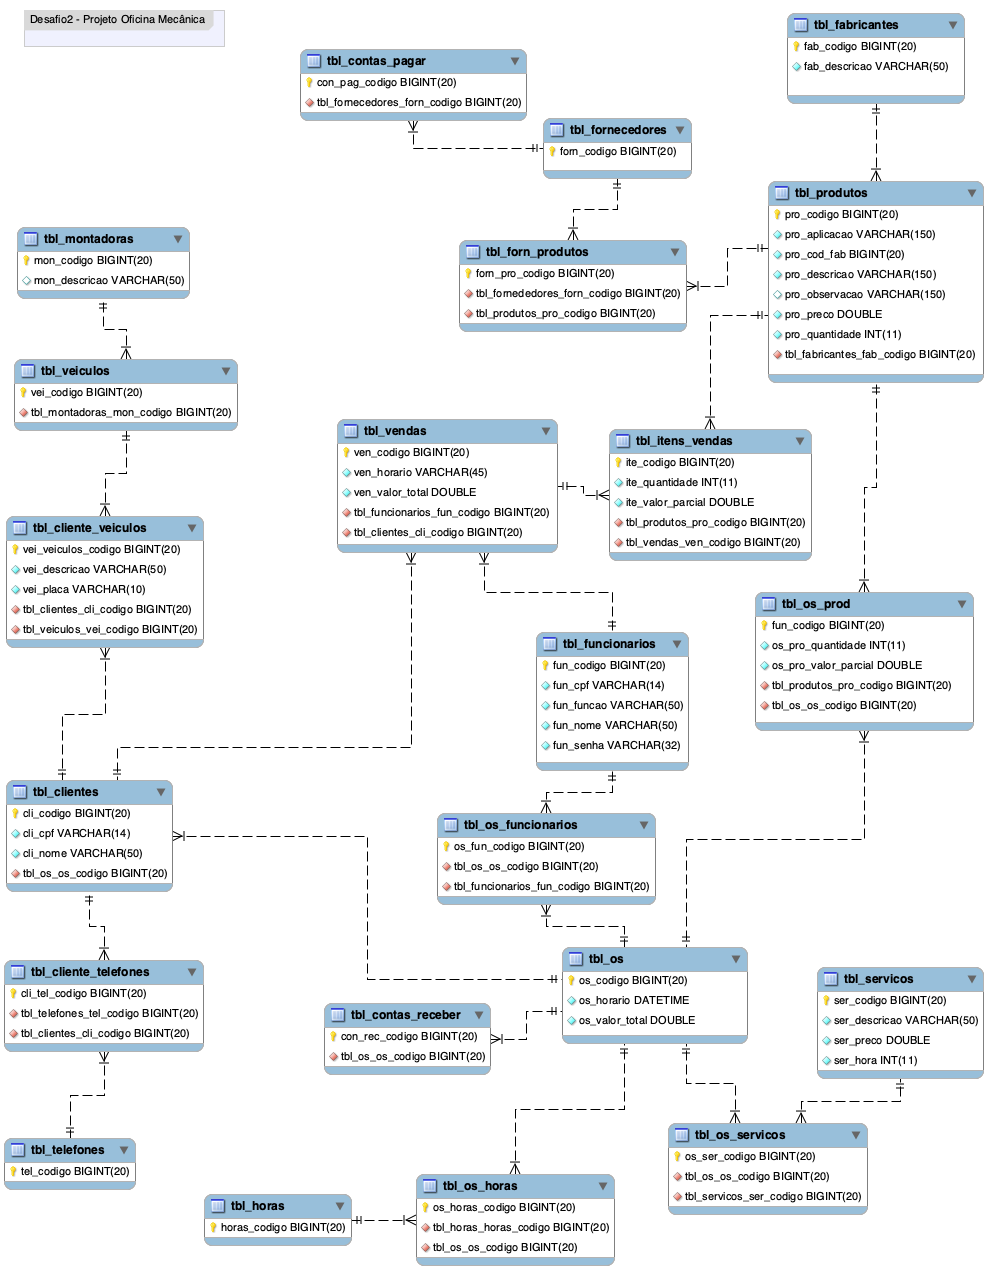 Desafio2 - Projeto Oficina Mecânica
tbl_fabricantes
fab_codigo BIGINT(20)
fab_descricao VARCHAR(50)
tbl_contas_pagar
con_pag_codigo BIGINT(20)
tbl_fornecedores_forn_codigo BIGINT(20)
tbl_fornecedores
forn_codigo BIGINT(20)
tbl_produtos
pro_codigo BIGINT(20)
pro_aplicacao VARCHAR(150)
pro_cod_fab BIGINT(20)
pro_descricao VARCHAR(150)
pro_observacao VARCHAR(150)
pro_preco DOUBLE
pro_quantidade INT(11)
tbl_fabricantes_fab_codigo BIGINT(20)
tbl_montadoras
mon_codigo BIGINT(20)
mon_descricao VARCHAR(50)
tbl_forn_produtos
forn_pro_codigo BIGINT(20)
tbl_fornededores_forn_codigo BIGINT(20)
tbl_produtos_pro_codigo BIGINT(20)
tbl_veiculos
vei_codigo BIGINT(20)
tbl_montadoras_mon_codigo BIGINT(20)
tbl_vendas
ven_codigo BIGINT(20)
ven_horario VARCHAR(45)
ven_valor_total DOUBLE
tbl_funcionarios_fun_codigo BIGINT(20)
tbl_clientes_cli_codigo BIGINT(20)
tbl_itens_vendas
ite_codigo BIGINT(20)
ite_quantidade INT(11)
ite_valor_parcial DOUBLE
tbl_produtos_pro_codigo BIGINT(20)
tbl_vendas_ven_codigo BIGINT(20)
tbl_cliente_veiculos
vei_veiculos_codigo BIGINT(20)
vei_descricao VARCHAR(50)
vei_placa VARCHAR(10)
tbl_clientes_cli_codigo BIGINT(20)
tbl_veiculos_vei_codigo BIGINT(20)
tbl_os_prod
fun_codigo BIGINT(20)
os_pro_quantidade INT(11)
os_pro_valor_parcial DOUBLE
tbl_produtos_pro_codigo BIGINT(20)
tbl_os_os_codigo BIGINT(20)
tbl_funcionarios
fun_codigo BIGINT(20)
fun_cpf VARCHAR(14)
fun_funcao VARCHAR(50)
fun_nome VARCHAR(50)
fun_senha VARCHAR(32)
tbl_clientes
cli_codigo BIGINT(20)
cli_cpf VARCHAR(14)
cli_nome VARCHAR(50)
tbl_os_os_codigo BIGINT(20)
tbl_os_funcionarios
os_fun_codigo BIGINT(20)
tbl_os_os_codigo BIGINT(20)
tbl_funcionarios_fun_codigo BIGINT(20)
tbl_cliente_telefones
cli_tel_codigo BIGINT(20)
tbl_telefones_tel_codigo BIGINT(20)
tbl_clientes_cli_codigo BIGINT(20)
tbl_os
os_codigo BIGINT(20)
os_horario DATETIME
os_valor_total DOUBLE
tbl_servicos
ser_codigo BIGINT(20)
ser_descricao VARCHAR(50)
ser_preco DOUBLE
ser_hora INT(11)
tbl_contas_receber
con_rec_codigo BIGINT(20)
tbl_os_os_codigo BIGINT(20)
tbl_telefones
tel_codigo BIGINT(20)
tbl_os_servicos
os_ser_codigo BIGINT(20)
tbl_os_os_codigo BIGINT(20)
tbl_servicos_ser_codigo BIGINT(20)
tbl_horas
horas_codigo BIGINT(20)
tbl_os_horas
os_horas_codigo BIGINT(20)
tbl_horas_horas_codigo BIGINT(20)
tbl_os_os_codigo BIGINT(20)